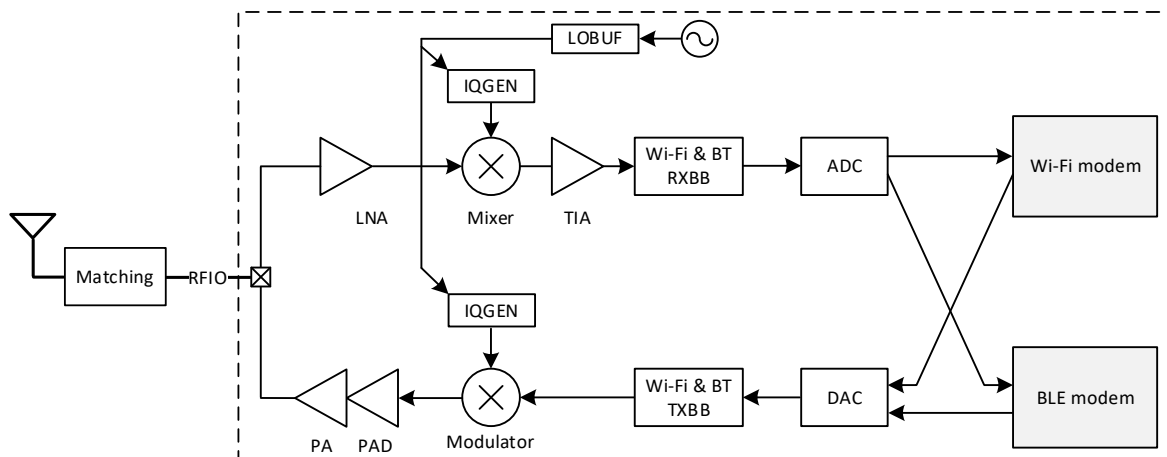 LOBUF
IQGEN
Wi-Fi & BT
RXBB
ADC
Wi-Fi modem
LNA
Mixer
TIA
Matching
RFIO
IQGEN
Wi-Fi & BT
TXBB
DAC
BLE modem
PA
PAD
Modulator